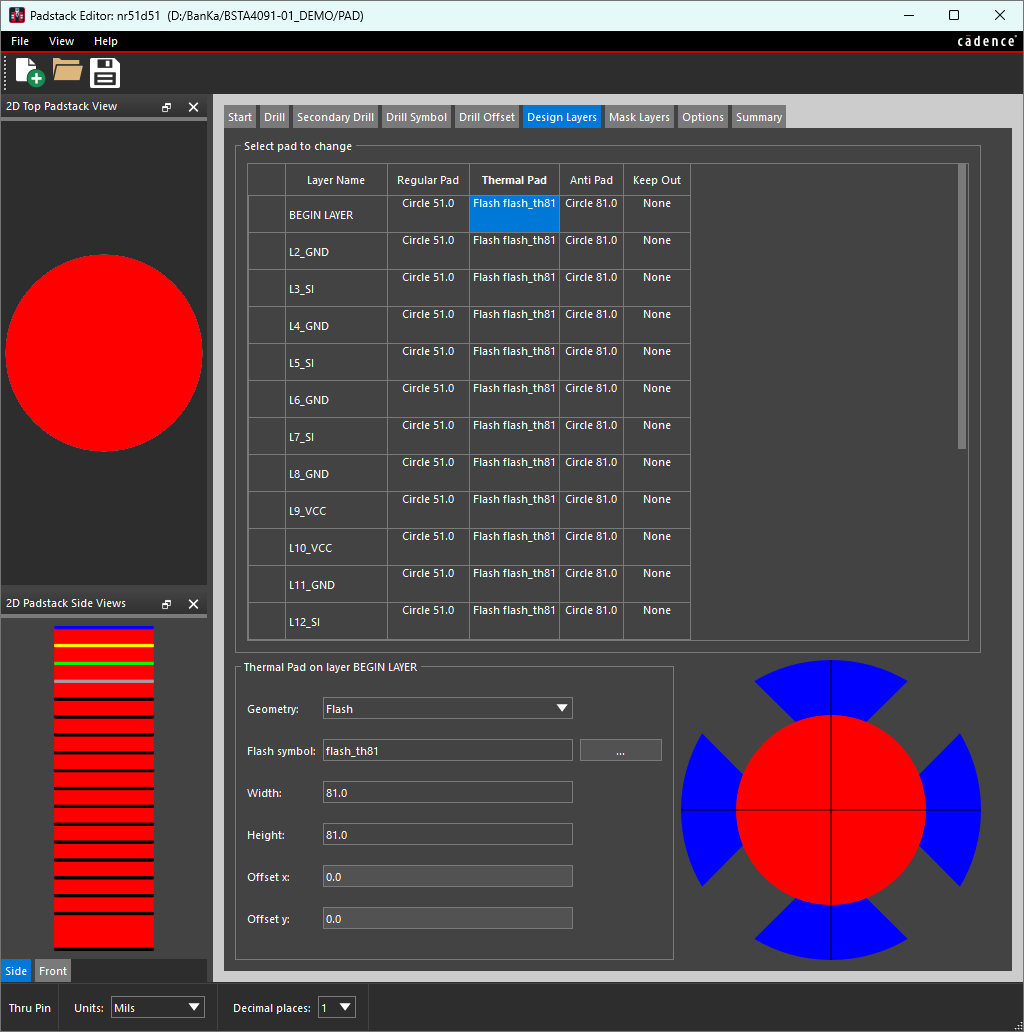 Padstack Editor: nr51d51 (D:/BanKa/BSTA4091-01_DEMO/PAD)
File View Help
cādence
2D Top Padstack View
Start Drill Secondary Drill Drill Symbol Drill Offset Design Layers Mask Layers Options Summary
Select pad to change
Layer Name Regular Pad Thermal Pad Anti Pad Keep Out
BEGIN LAYER Circle 51.0 Flash flash_th81 Circle 81.0 None
L2_GND Circle 51.0 Flash flash_th81 Circle 81.0 None
L3_SI Circle 51.0 Flash flash_th81 Circle 81.0 None
L4_GND Circle 51.0 Flash flash_th81 Circle 81.0 None
L5_SI Circle 51.0 Flash flash_th81 Circle 81.0 None
L6_GND Circle 51.0 Flash flash_th81 Circle 81.0 None
L7_SI Circle 51.0 Flash flash_th81 Circle 81.0 None
L8_GND Circle 51.0 Flash flash_th81 Circle 81.0 None
L9_VCC Circle 51.0 Flash flash_th81 Circle 81.0 None
L10_VCC Circle 51.0 Flash flash_th81 Circle 81.0 None
L11_GND Circle 51.0 Flash flash_th81 Circle 81.0 None
L12_SI Circle 51.0 Flash flash_th81 Circle 81.0 None
2D Padstack Side Views
Side Front
Thermal Pad on layer BEGIN LAYER
Geometry: Flash
Flash symbol: flash_th81 ...
Width: 81.0
Height: 81.0
Offset x: 0.0
Offset y: 0.0
Thru Pin Units: Mils Decimal places: 1